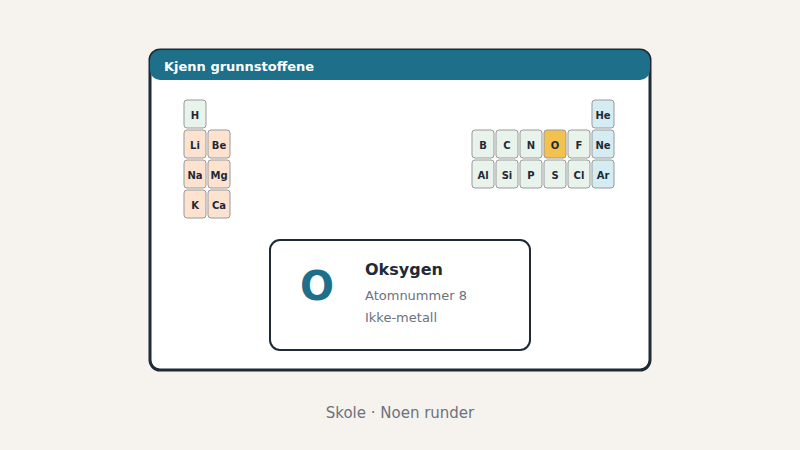 Kjenn grunnstoffene
H He
Li Be B C N O F Ne
Na Mg Al Si P S Cl Ar
K Ca
O
Oksygen
Atomnummer 8
Ikke-metall
Skole · Noen runder